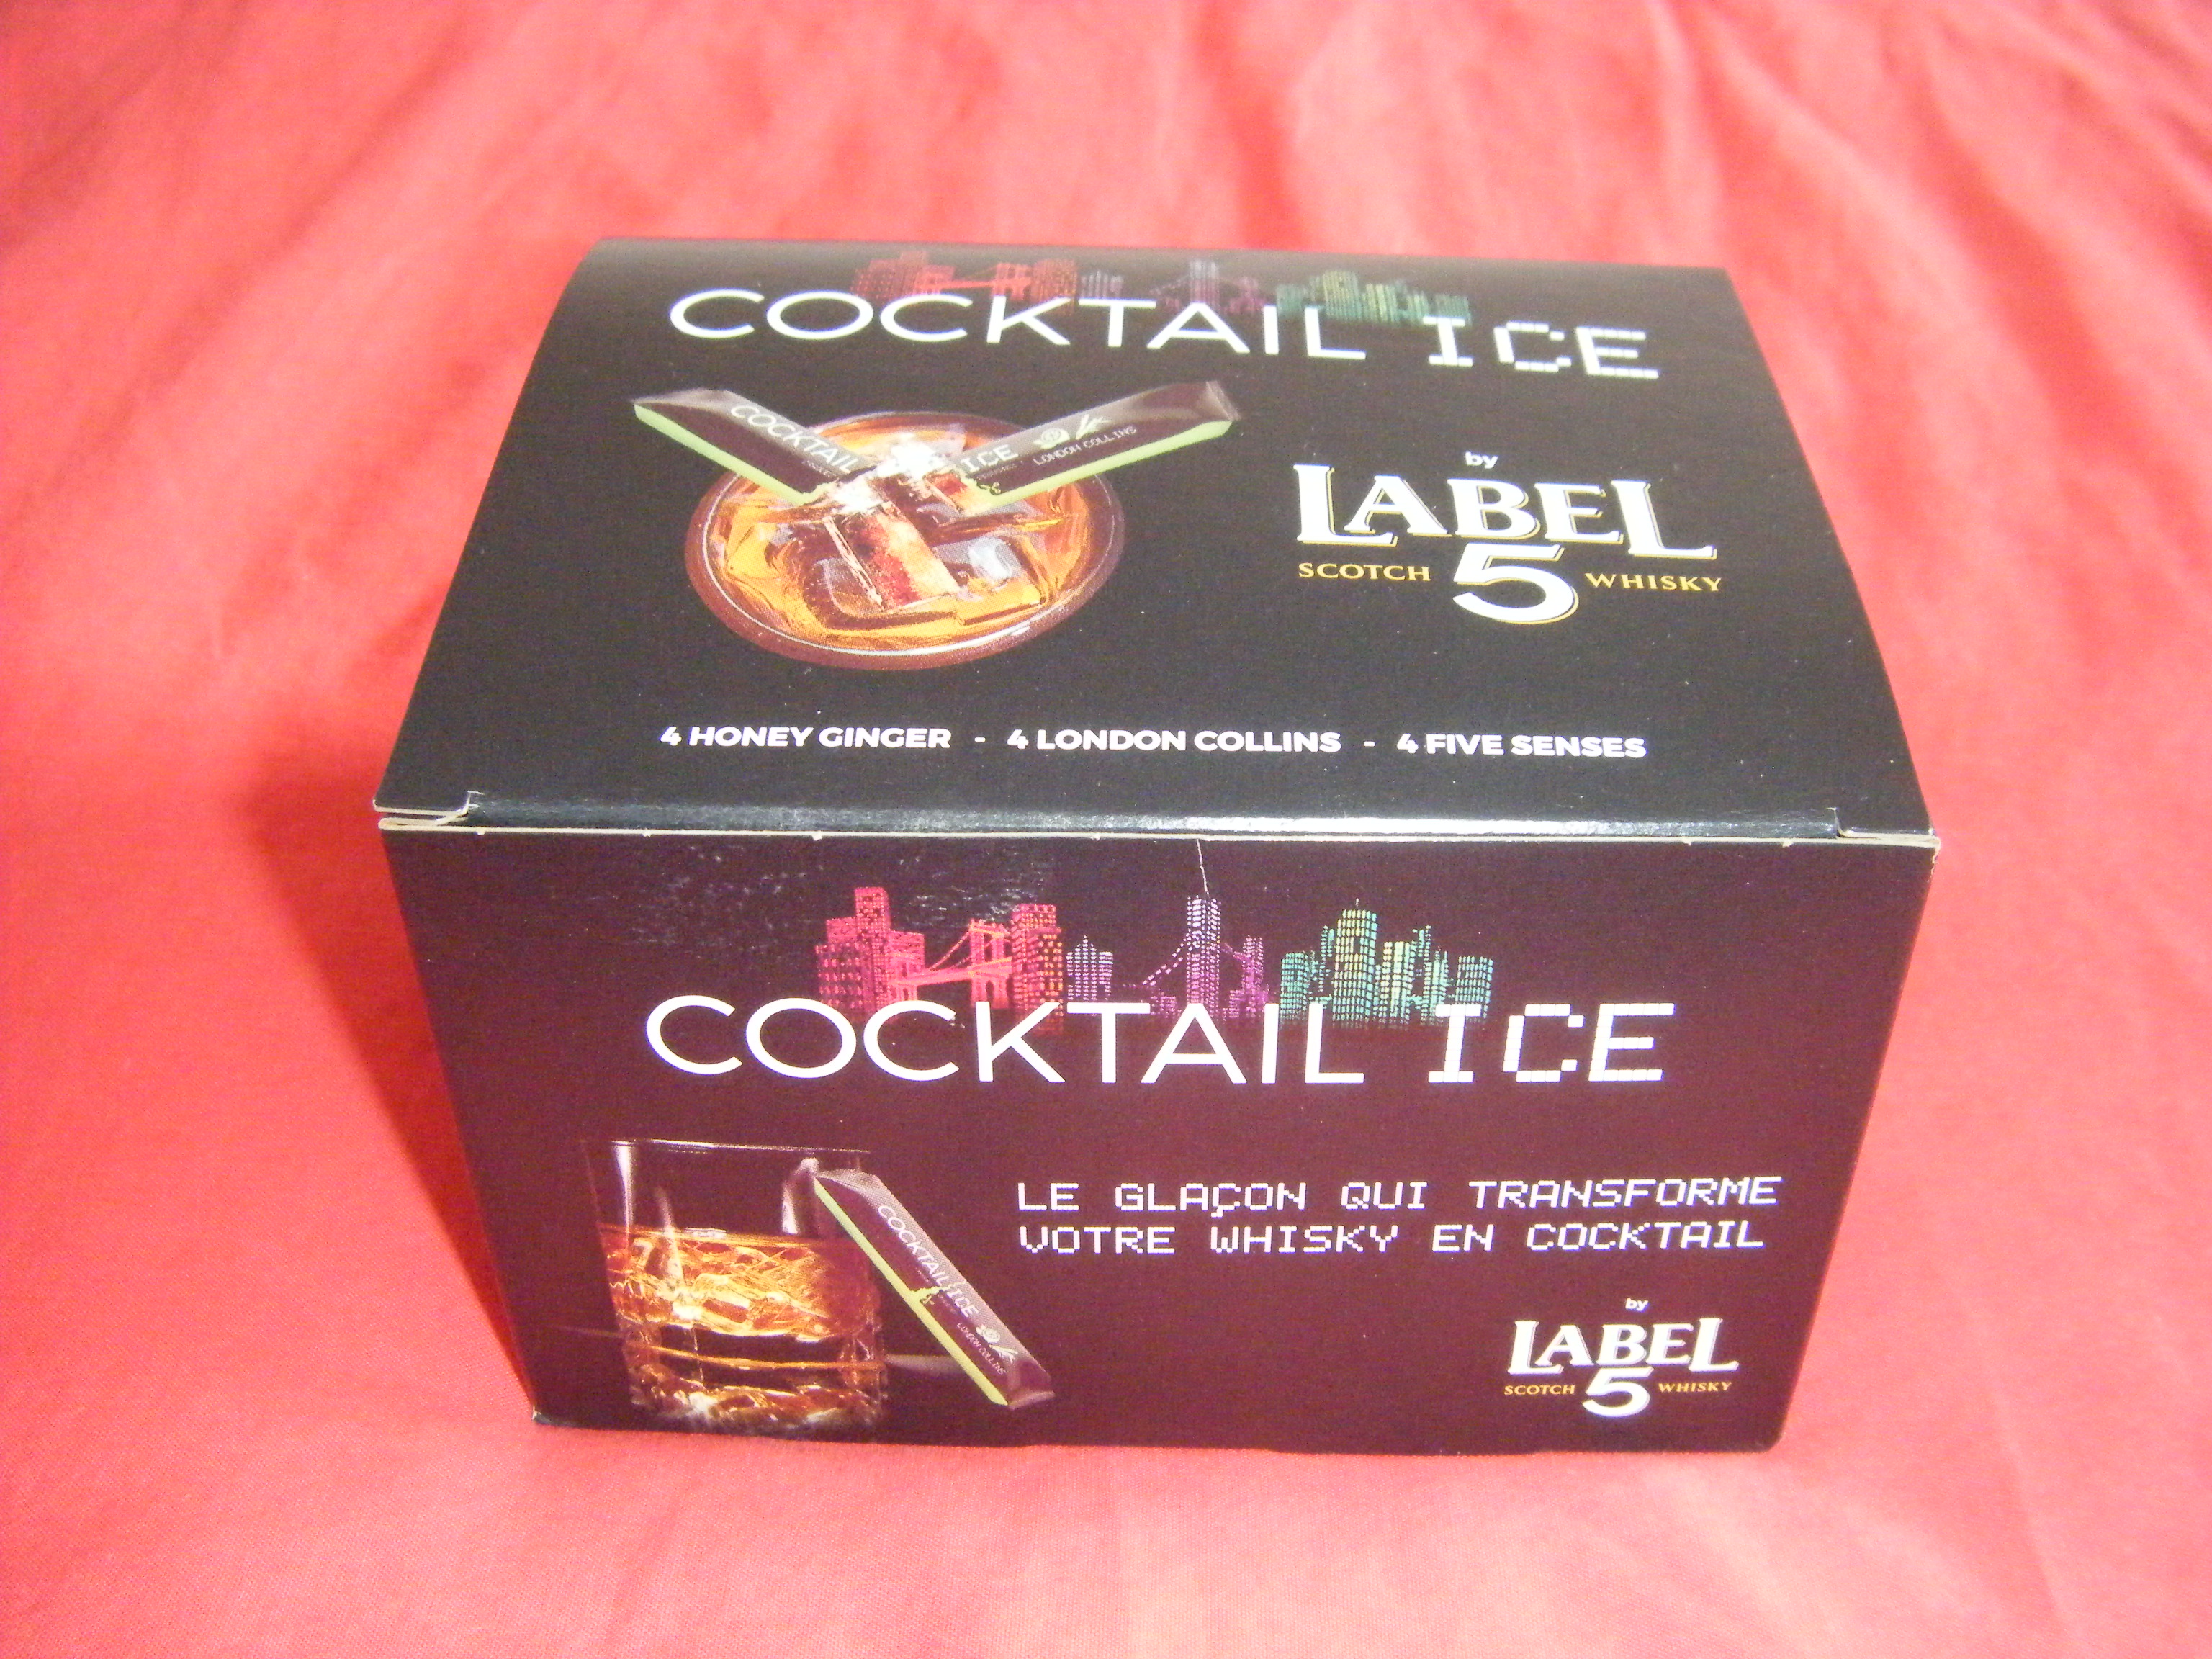 COCKTAIL ICE
COCKTAIL
ICE
LONDON COLLINS
by
LABEL
SCOTCH 5 WHISKY
4 HONEY GINGER - 4 LONDON COLLINS - 4 FIVE SENSES
COCKTAIL ICE
LE GLAÇON QUI TRANSFORME
VOTRE WHISKY EN COCKTAIL
COCKTAIL ICE
LONDON COLLINS
by
LABEL
SCOTCH 5 WHISKY